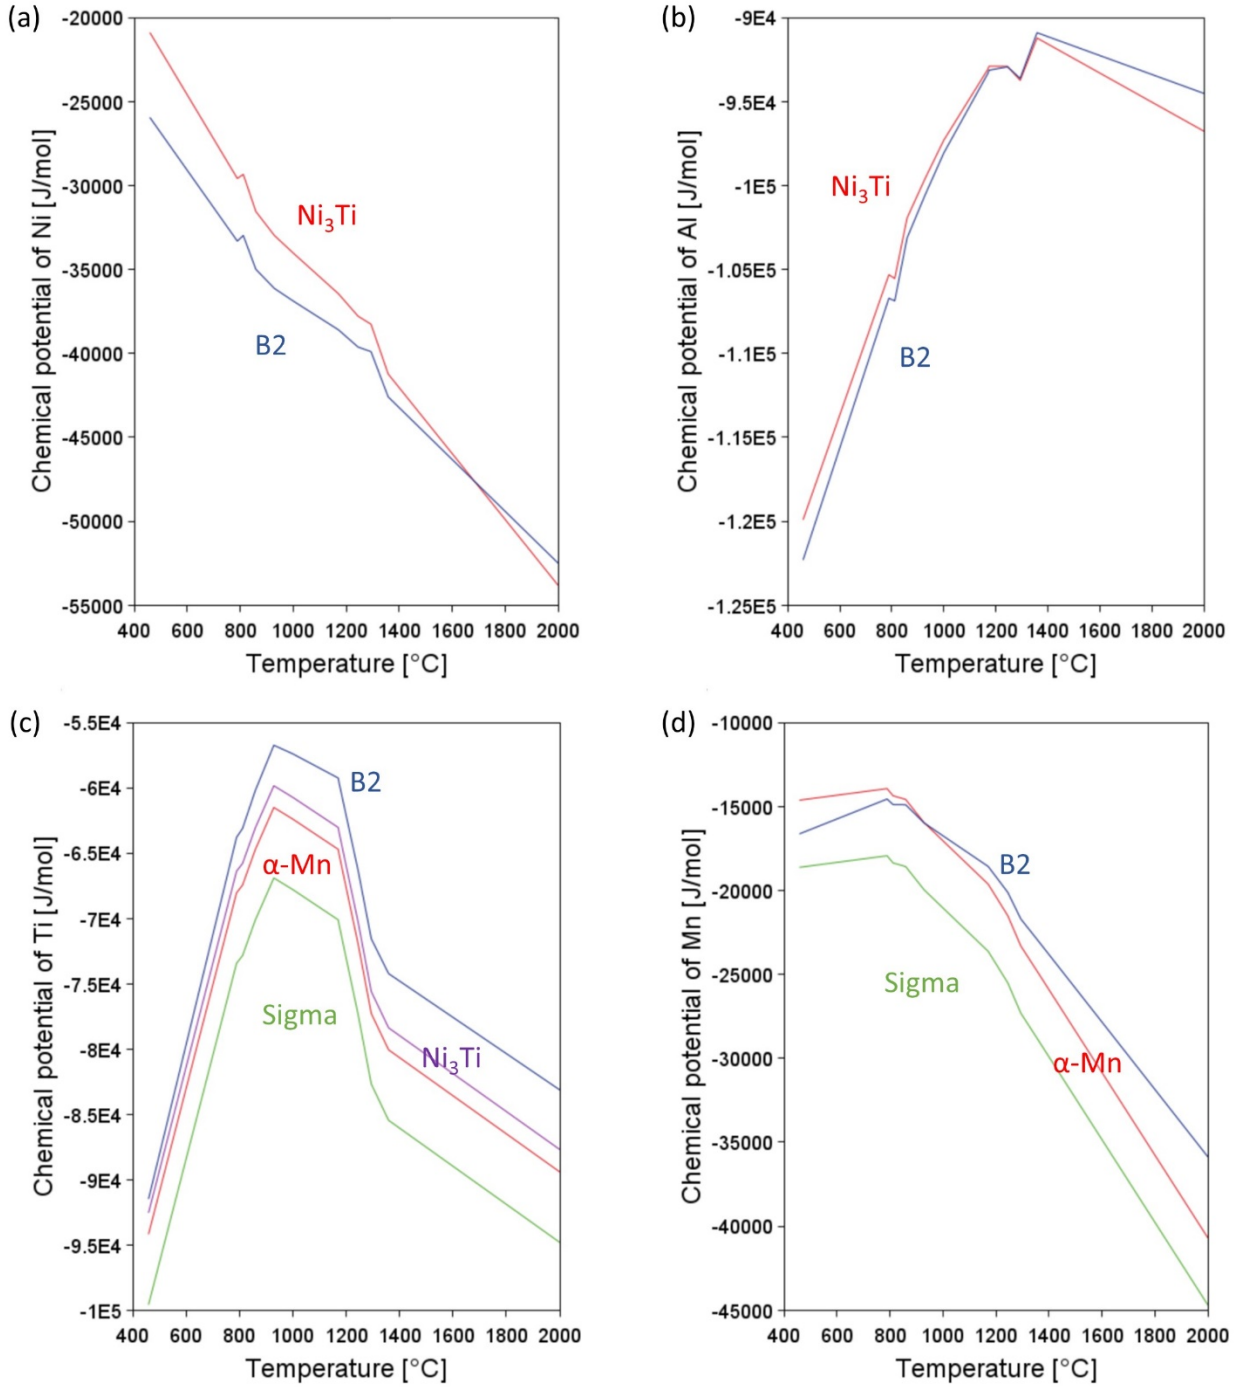 (a)
-20000
-25000
-30000
-35000
-40000
-45000
-50000
-55000
Chemical potential of Ni [J/mol]
Ni₃Ti
B2
400 600 800 1000 1200 1400 1600 1800 2000
Temperature [°C]
(b)
-9E4
-9.5E4
-1E5
-1.05E5
-1.1E5
-1.15E5
-1.2E5
-1.25E5
Chemical potential of Al [J/mol]
Ni₃Ti
B2
400 600 800 1000 1200 1400 1600 1800 2000
Temperature [°C]
(c)
-5.5E4
-6E4
-6.5E4
-7E4
-7.5E4
-8E4
-8.5E4
-9E4
-9.5E4
-1E5
Chemical potential of Ti [J/mol]
B2
α-Mn
Sigma
Ni₃Ti
400 600 800 1000 1200 1400 1600 1800 2000
Temperature [°C]
(d)
-10000
-15000
-20000
-25000
-30000
-35000
-40000
-45000
Chemical potential of Mn [J/mol]
B2
Sigma
α-Mn
400 600 800 1000 1200 1400 1600 1800 2000
Temperature [°C]